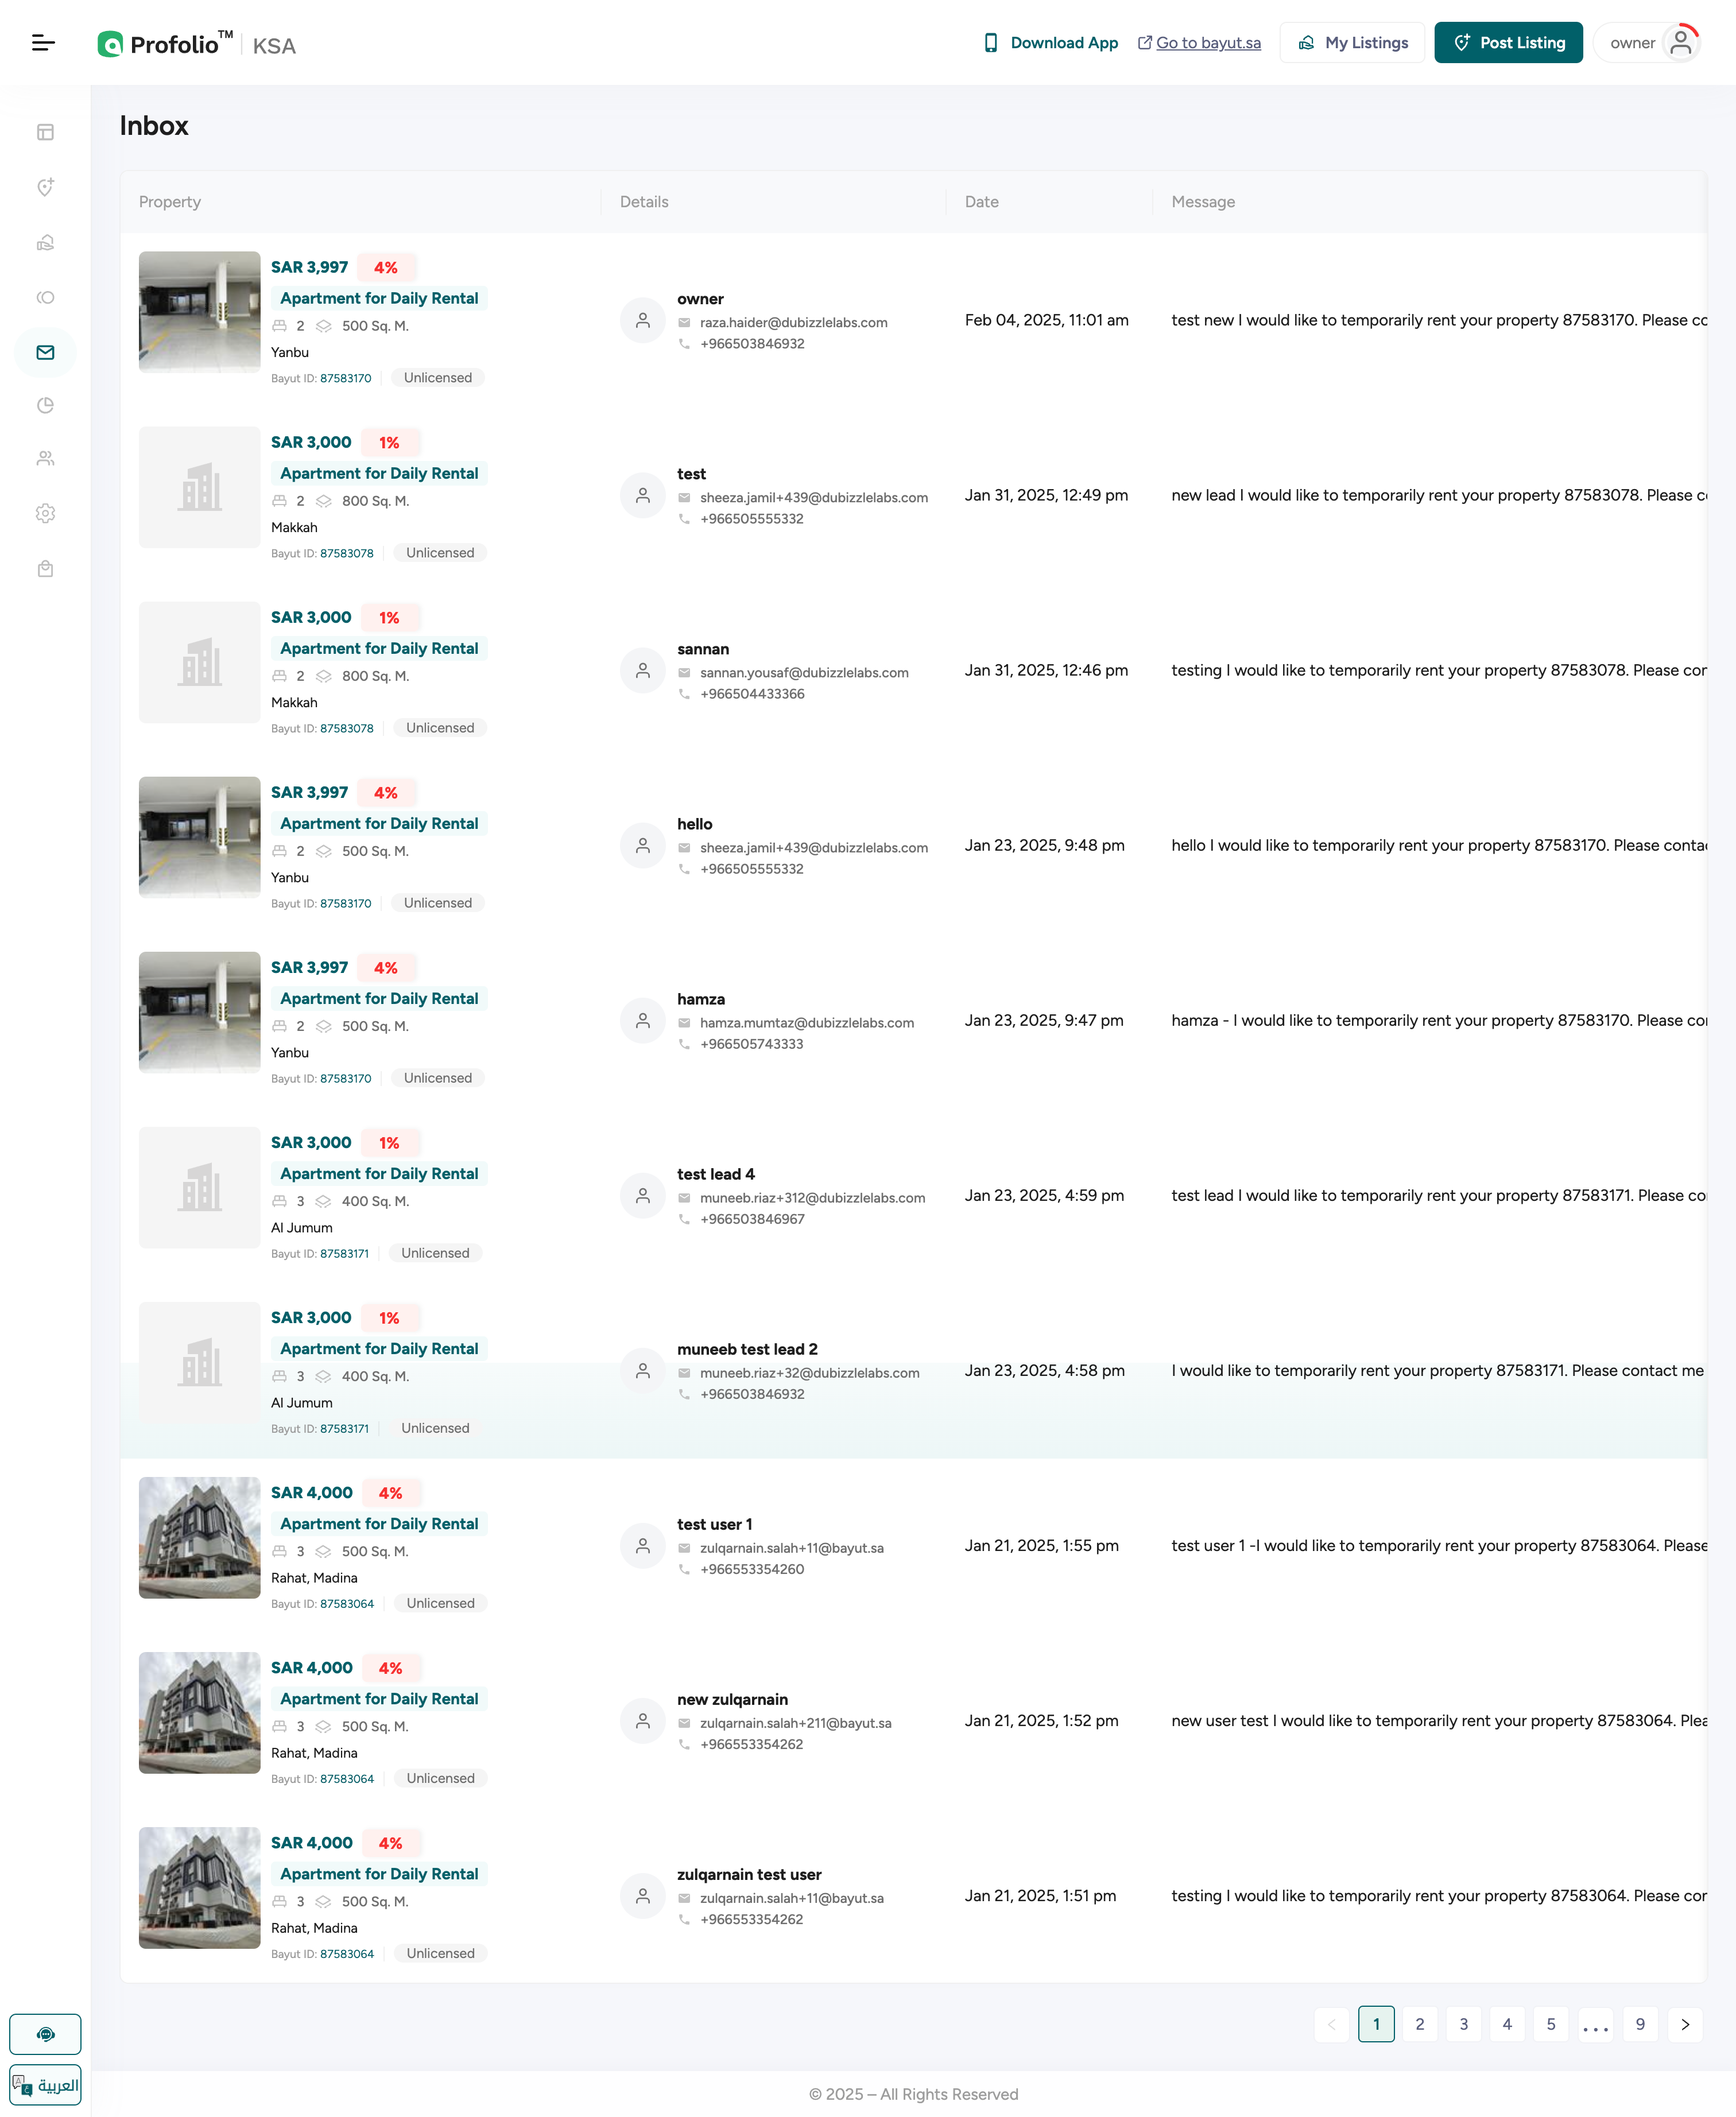 Profolio™ KSA
Download App
Go to bayut.sa
My Listings
Post Listing
owner
Inbox
Property Details Date Message
SAR 3,997 4%
Apartment for Daily Rental
2 500 Sq. M.
Yanbu
Bayut ID: 87583170 Unlicensed
owner
raza.haider@dubizzlelabs.com
+966503846932
Feb 04, 2025, 11:01 am
test new I would like to temporarily rent your property 87583170. Please co
SAR 3,000 1%
Apartment for Daily Rental
2 800 Sq. M.
Makkah
Bayut ID: 87583078 Unlicensed
test
sheeza.jamil+439@dubizzlelabs.com
+966505555332
Jan 31, 2025, 12:49 pm
new lead I would like to temporarily rent your property 87583078. Please c
SAR 3,000 1%
Apartment for Daily Rental
2 800 Sq. M.
Makkah
Bayut ID: 87583078 Unlicensed
sannan
sannan.yousaf@dubizzlelabs.com
+966504433366
Jan 31, 2025, 12:46 pm
testing I would like to temporarily rent your property 87583078. Please con
SAR 3,997 4%
Apartment for Daily Rental
2 500 Sq. M.
Yanbu
Bayut ID: 87583170 Unlicensed
hello
sheeza.jamil+439@dubizzlelabs.com
+966505555332
Jan 23, 2025, 9:48 pm
hello I would like to temporarily rent your property 87583170. Please conta
SAR 3,997 4%
Apartment for Daily Rental
2 500 Sq. M.
Yanbu
Bayut ID: 87583170 Unlicensed
hamza
hamza.mumtaz@dubizzlelabs.com
+966505743333
Jan 23, 2025, 9:47 pm
hamza - I would like to temporarily rent your property 87583170. Please co
SAR 3,000 1%
Apartment for Daily Rental
3 400 Sq. M.
Al Jumum
Bayut ID: 87583171 Unlicensed
test lead 4
muneeb.riaz+312@dubizzlelabs.com
+966503846967
Jan 23, 2025, 4:59 pm
test lead I would like to temporarily rent your property 87583171. Please co
SAR 3,000 1%
Apartment for Daily Rental
3 400 Sq. M.
Al Jumum
Bayut ID: 87583171 Unlicensed
muneeb test lead 2
muneeb.riaz+32@dubizzlelabs.com
+966503846932
Jan 23, 2025, 4:58 pm
I would like to temporarily rent your property 87583171. Please contact me
SAR 4,000 4%
Apartment for Daily Rental
3 500 Sq. M.
Rahat, Madina
Bayut ID: 87583064 Unlicensed
test user 1
zulqarnain.salah+11@bayut.sa
+966553354260
Jan 21, 2025, 1:55 pm
test user 1 -I would like to temporarily rent your property 87583064. Please
SAR 4,000 4%
Apartment for Daily Rental
3 500 Sq. M.
Rahat, Madina
Bayut ID: 87583064 Unlicensed
new zulqarnain
zulqarnain.salah+211@bayut.sa
+966553354262
Jan 21, 2025, 1:52 pm
new user test I would like to temporarily rent your property 87583064. Plea
SAR 4,000 4%
Apartment for Daily Rental
3 500 Sq. M.
Rahat, Madina
Bayut ID: 87583064 Unlicensed
zulqarnain test user
zulqarnain.salah+11@bayut.sa
+966553354262
Jan 21, 2025, 1:51 pm
testing I would like to temporarily rent your property 87583064. Please con
1 2 3 4 5 ... 9
العربية
© 2025 – All Rights Reserved